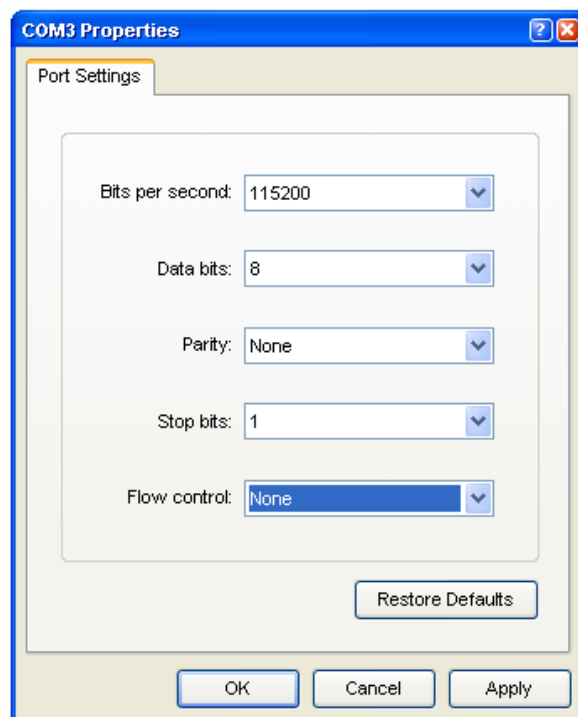 COM3 Properties
Port Settings
Bits per second: 115200
Data bits: 8
Parity: None
Stop bits: 1
Flow control: None
Restore Defaults
OK Cancel Apply